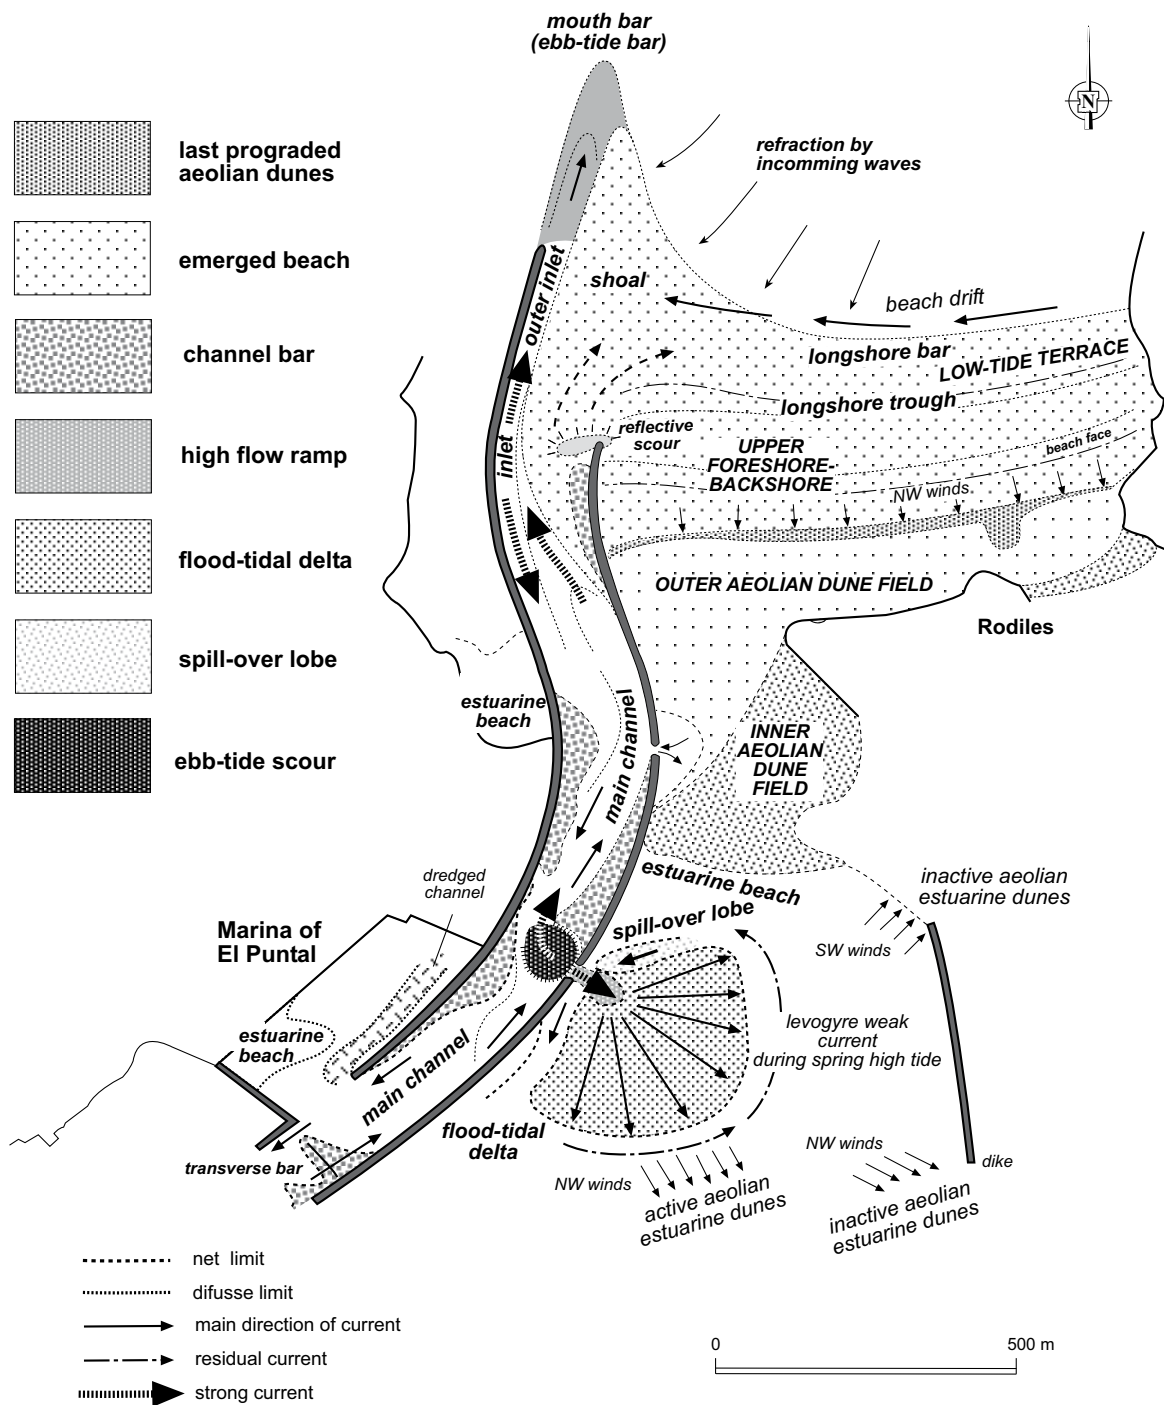 mouth bar
(ebb-tide bar)
N
last prograded
aeolian dunes
refraction by
incomming waves
emerged beach
shoal
outer inlet
beach drift
channel bar
longshore bar
LOW-TIDE TERRACE
longshore trough
high flow ramp
inlet
reflective
scour
UPPER
FORESHORE-
BACKSHORE
beach face
NW winds
flood-tidal delta
OUTER AEOLIAN DUNE FIELD
Rodiles
spill-over lobe
estuarine
beach
main channel
INNER
AEOLIAN
DUNE
FIELD
ebb-tide scour
dredged
channel
estuarine beach
inactive aeolian
estuarine dunes
Marina of
El Puntal
spill-over lobe
SW winds
estuarine
beach
levogyre weak
current
during spring high tide
main channel
flood-tidal
delta
transverse bar
NW winds
active aeolian
estuarine dunes
NW winds
dike
inactive aeolian
estuarine dunes
net limit
difusse limit
main direction of current
residual current
strong current
0
500 m